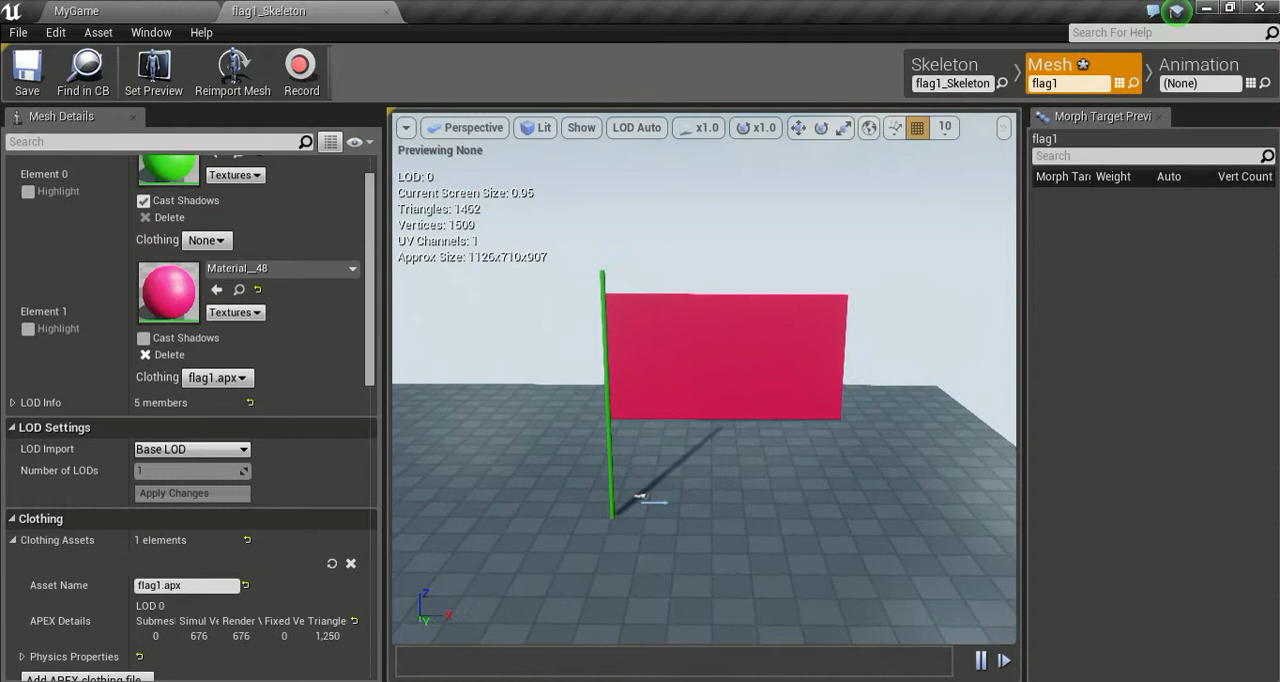 MyGame
flag1_Skeleton
File Edit Asset Window Help
Search For Help
Save
Find in CB
Set Preview
Reimport Mesh
Record
Skeleton
flag1_Skeleton
Mesh
flag1
Animation
(None)
Mesh Details
Search
Element 0
Highlight
Textures
Cast Shadows
Delete
Clothing None
Material__48
Element 1
Highlight
Textures
Cast Shadows
Delete
Clothing flag1.apx
LOD Info 5 members
LOD Settings
LOD Import Base LOD
Number of LODs 1
Apply Changes
Clothing
Clothing Assets 1 elements
Asset Name flag1.apx
LOD 0
APEX Details Submes Simul Ve Render V Fixed Ve Triangle
0 676 676 0 1,250
Physics Properties
Add APEX clothing file
Perspective Lit Show LOD Auto x1.0 x1.0 10
Previewing None
LOD: 0
Current Screen Size: 0.95
Triangles: 1462
Vertices: 1509
UV Channels: 1
Approx Size: 1126x710x907
Z
X
Y
Morph Target Previ
flag1
Search
Morph Tar Weight Auto Vert Count